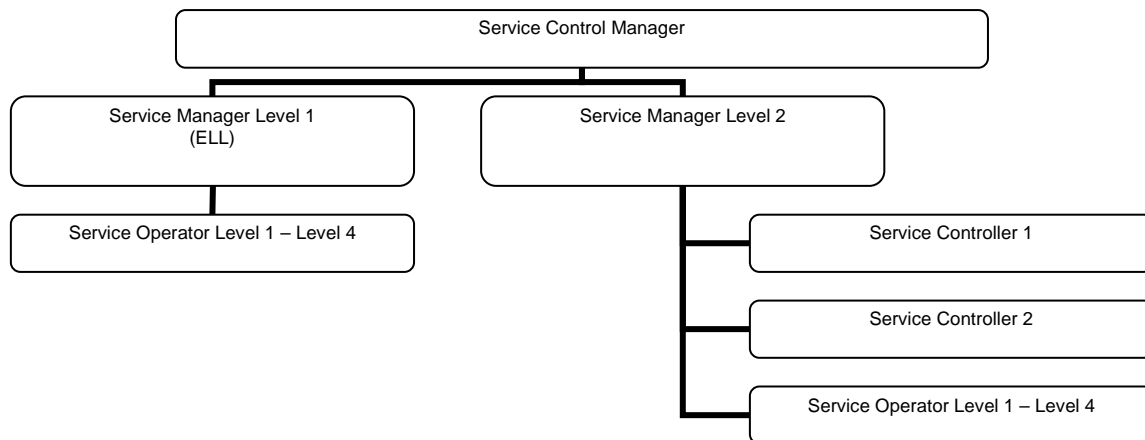 Service Control Manager
Service Manager Level 1
(ELL)
Service Manager Level 2
Service Operator Level 1 – Level 4
Service Controller 1
Service Controller 2
Service Operator Level 1 – Level 4